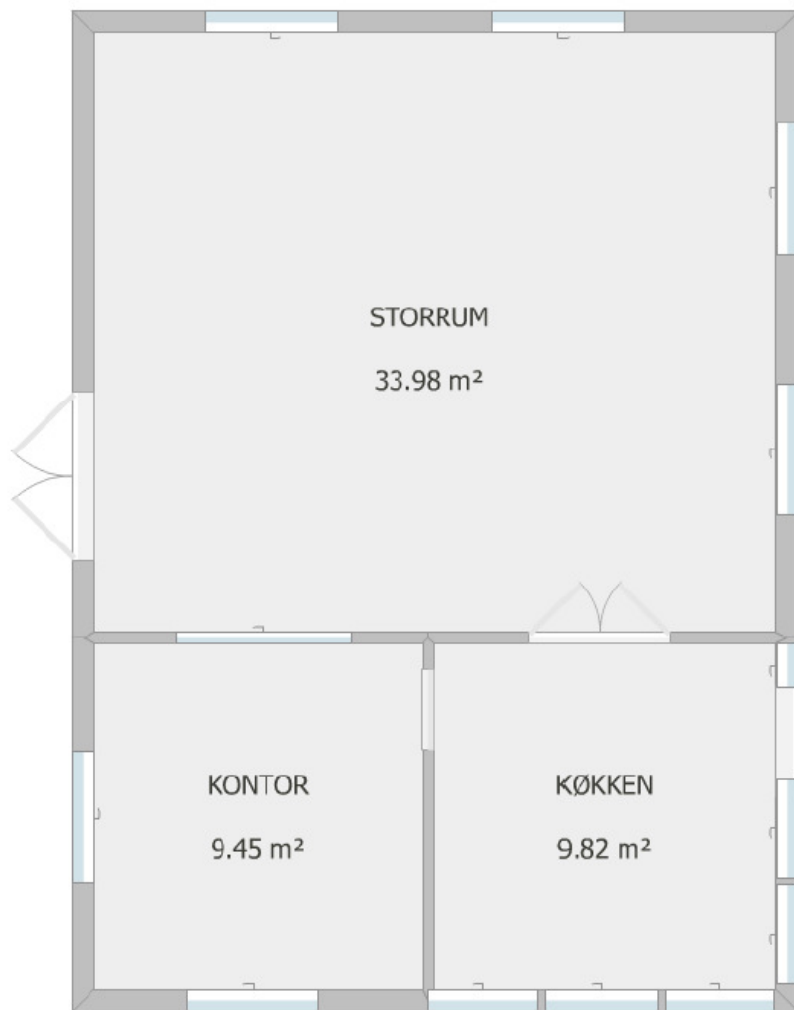 STORRUM
33.98 m²
KONTOR
9.45 m²
KØKKEN
9.82 m²